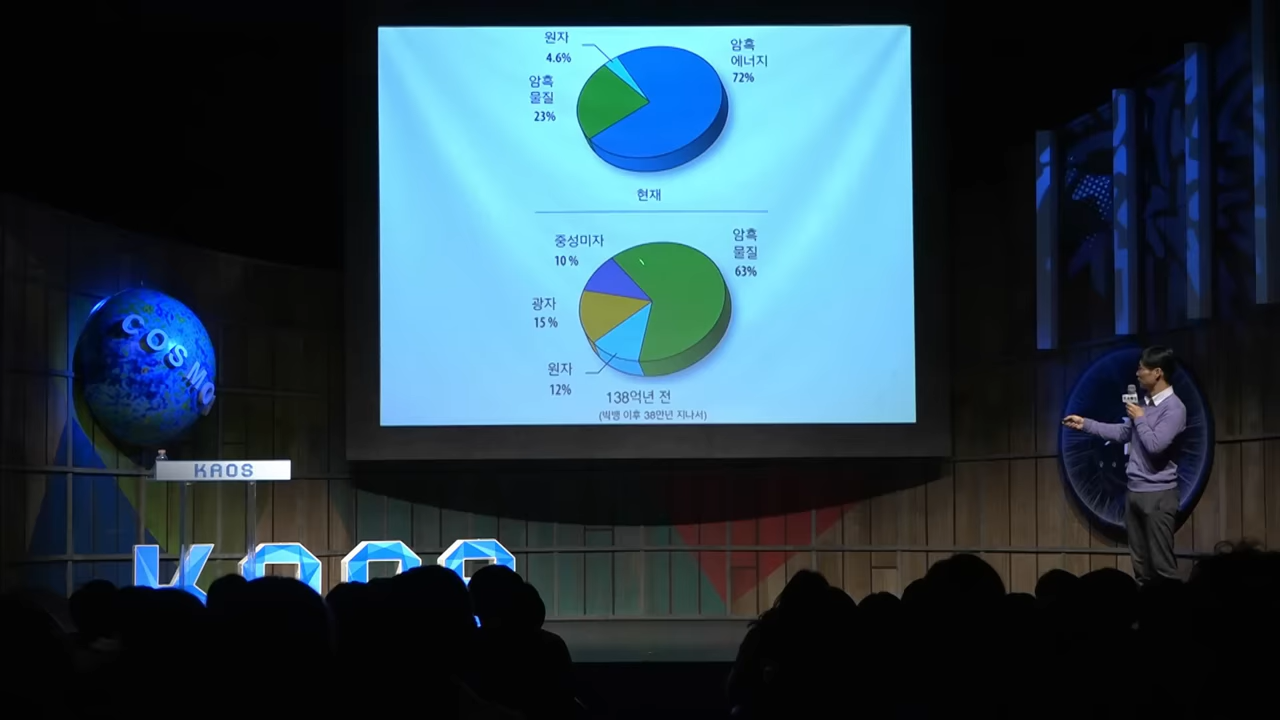 원자
4.6%
암흑
물질
23%
암흑
에너지
72%
현재
중성미자
10 %
광자
15 %
원자
12%
암흑
물질
63%
138억년 전
(빅뱅 이후 38만년 지나서)
COSMO
KAOS
KAOS